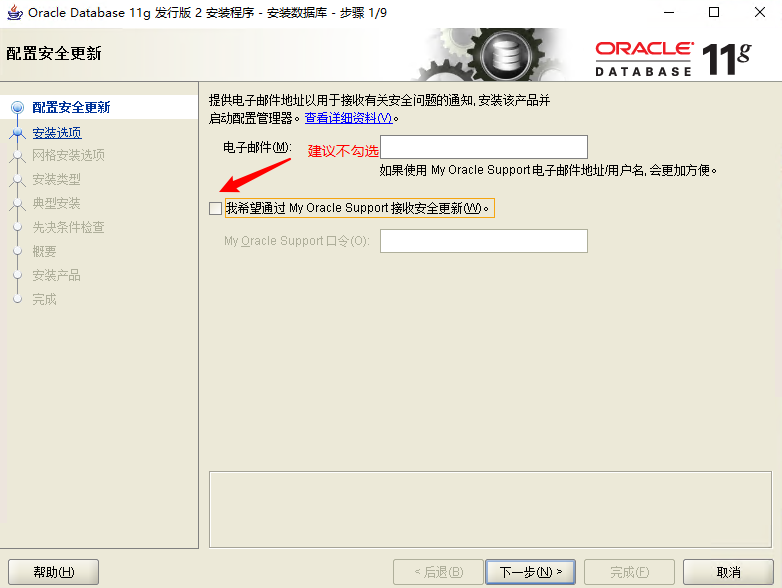 Oracle Database 11g 发行版 2 安装程序 - 安装数据库 - 步骤 1/9
配置安全更新
ORACLE
DATABASE
11g
配置安全更新
安装选项
网格安装选项
安装类型
典型安装
先决条件检查
概要
安装产品
完成
提供电子邮件地址以用于接收有关安全问题的通知, 安装该产品并
启动配置管理器。查看详细资料(V)。
电子邮件(M):
建议不勾选
如果使用 My Oracle Support 电子邮件地址/用户名, 会更加方便。
我希望通过 My Oracle Support 接收安全更新(W)。
My Oracle Support 口令(O):
帮助(H)
< 后退(B)
下一步(N) >
完成(F)
取消